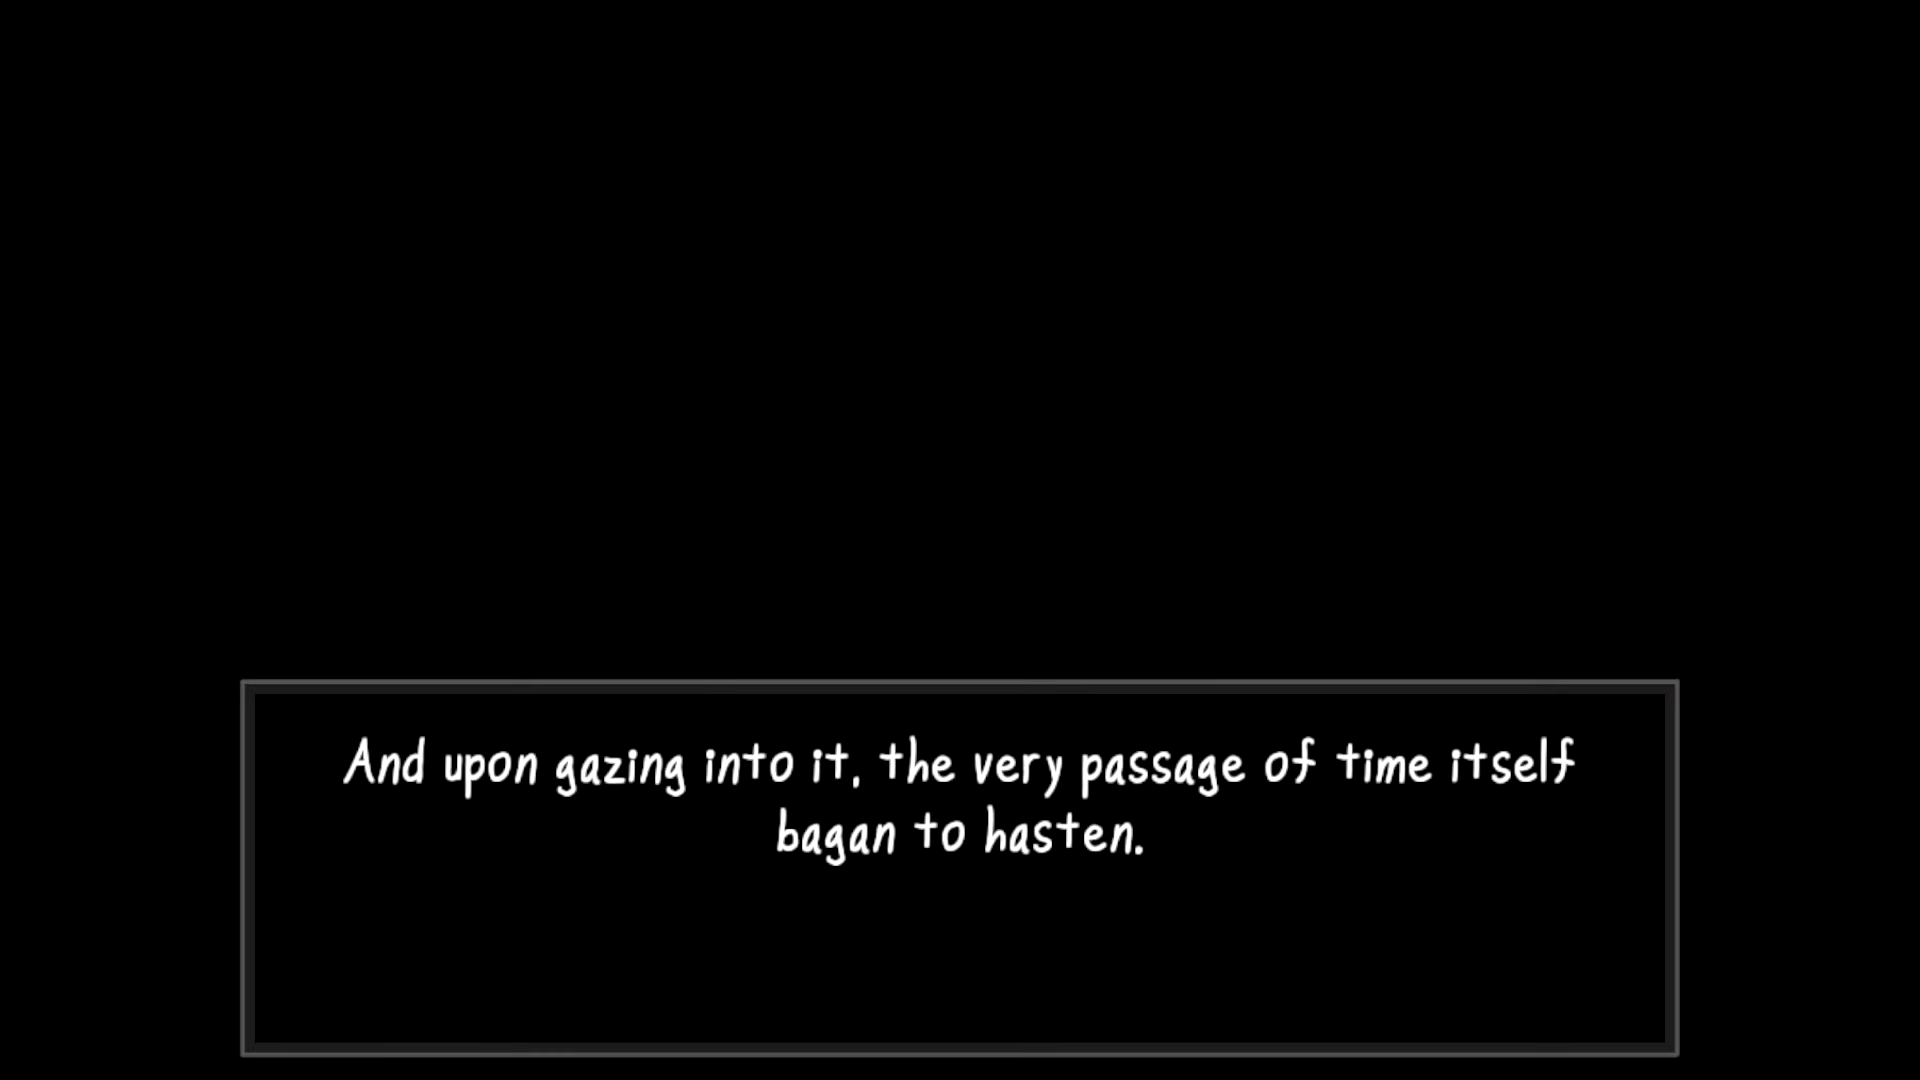 And upon gazing into it, the very passage of time itself
bagan to hasten.